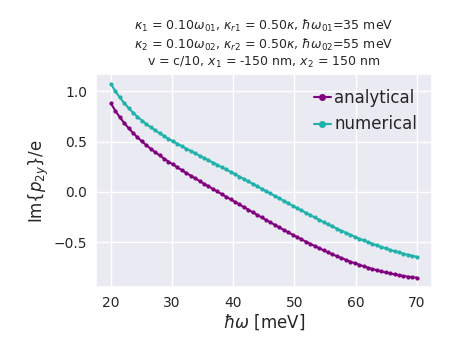 κ₁ = 0.10ω₀₁, κᵣ₁ = 0.50κ, ħω₀₁=35 meV
κ₂ = 0.10ω₀₂, κᵣ₂ = 0.50κ, ħω₀₂=55 meV
v = c/10, x₁ = -150 nm, x₂ = 150 nm
analytical
numerical
Im{p₂ᵧ}/e
1.0
0.5
0.0
−0.5
20 30 40 50 60 70
ħω [meV]